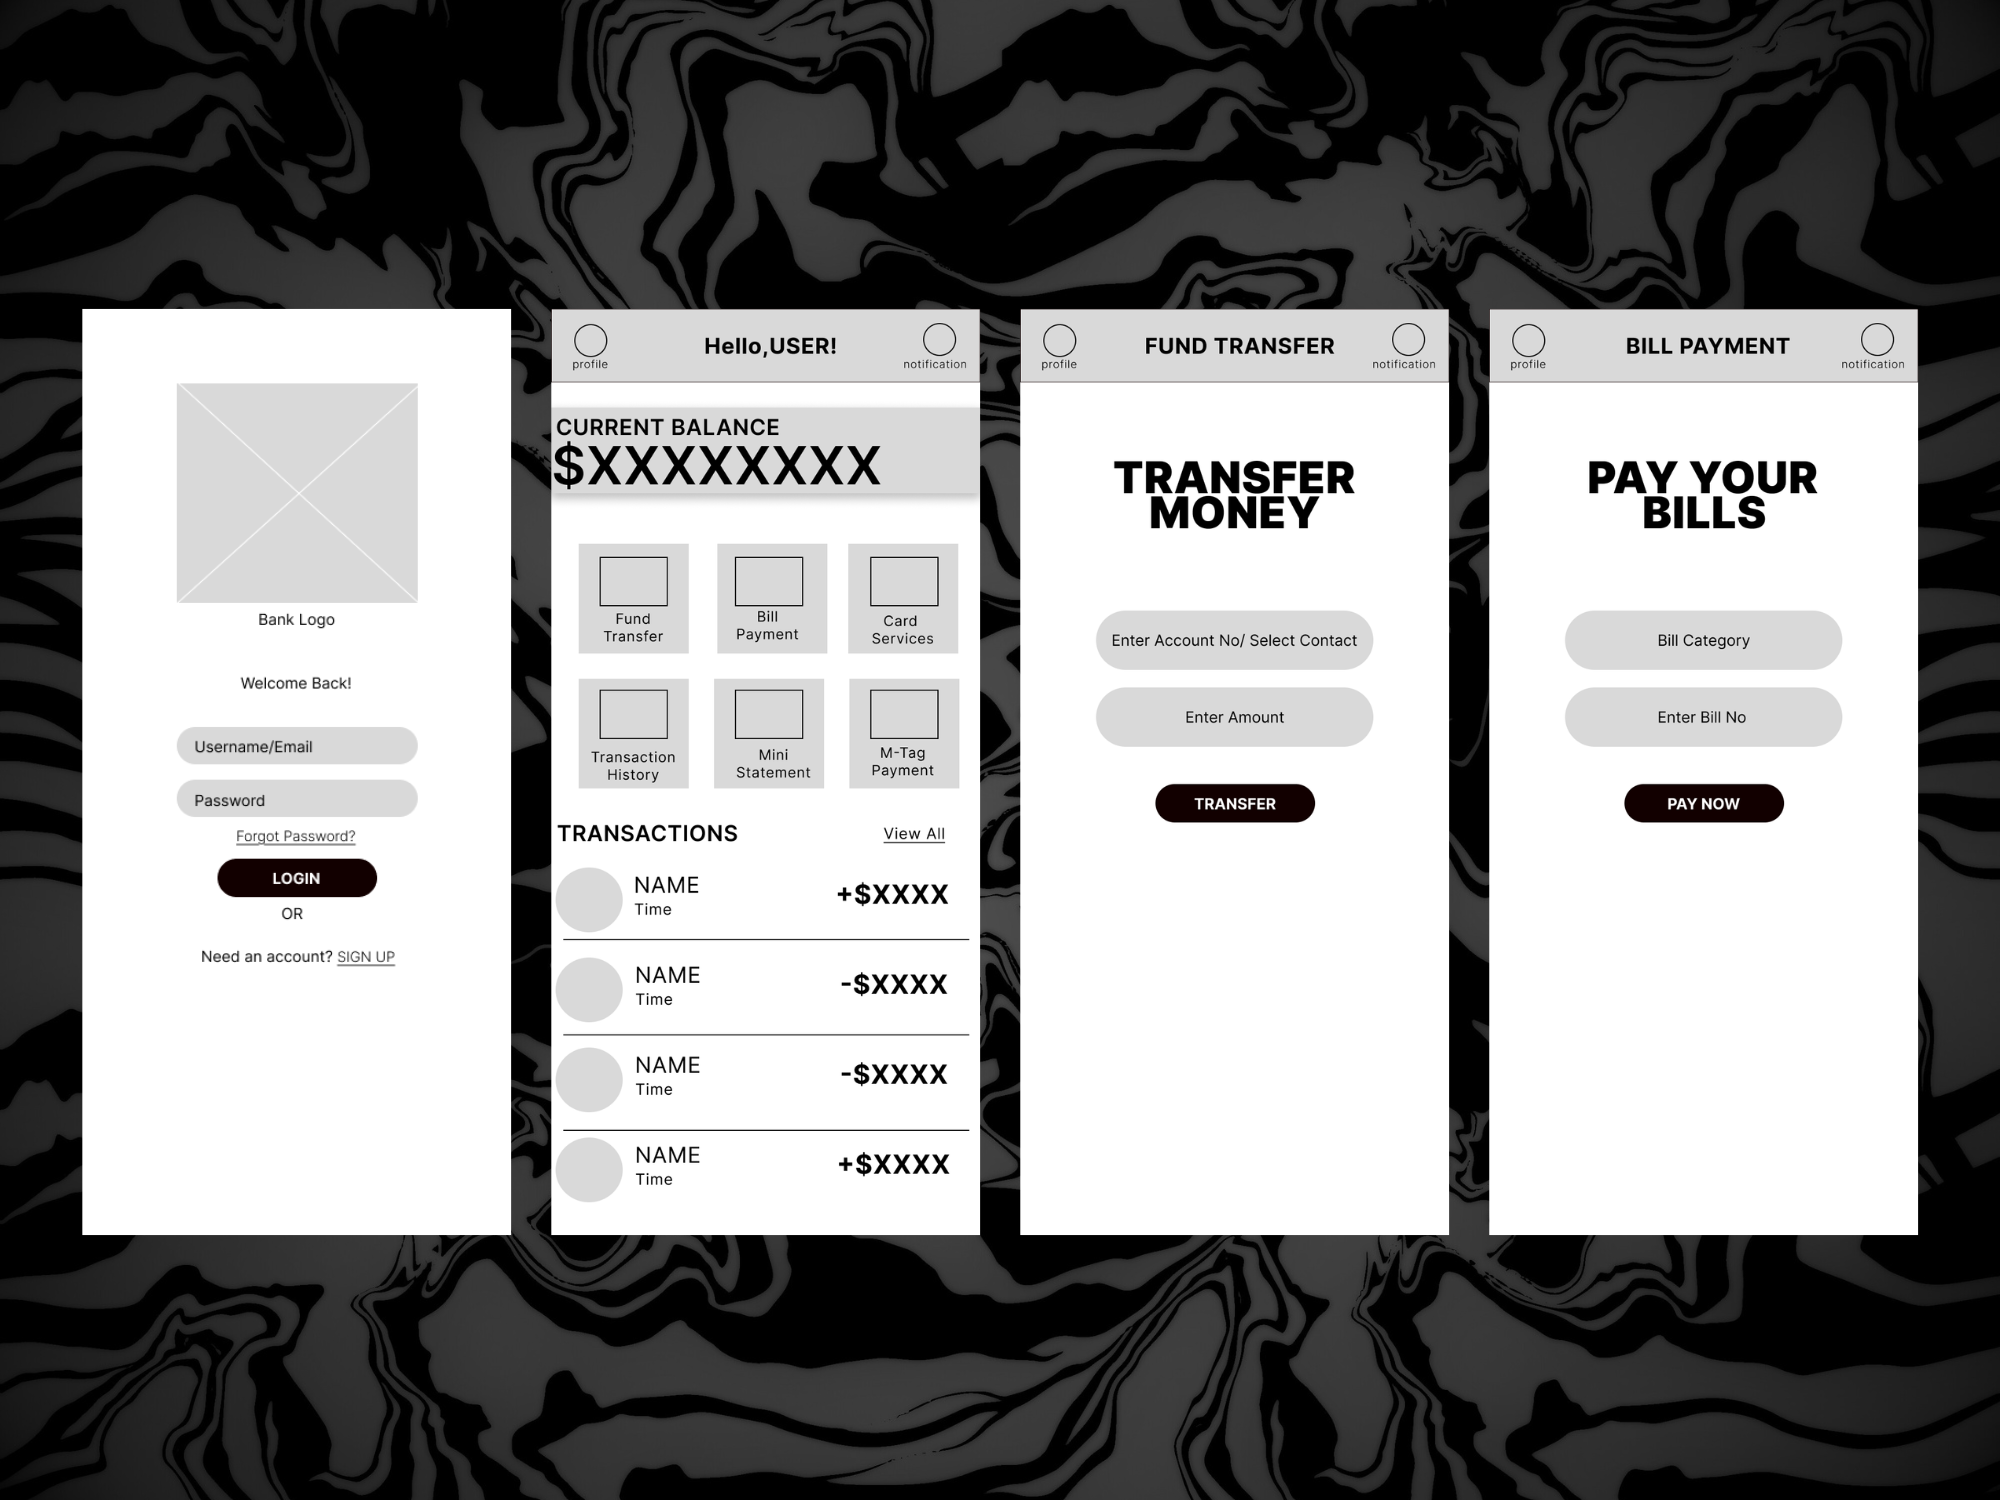 Bank Logo
Welcome Back!
Username/Email
Password
Forgot Password?
LOGIN
OR
Need an account? SIGN UP
profile
Hello,USER!
notification
CURRENT BALANCE
$XXXXXXXX
Fund
Transfer
Bill
Payment
Card
Services
Transaction
History
Mini
Statement
M-Tag
Payment
TRANSACTIONS
View All
NAME
Time
+$XXXX
NAME
Time
-$XXXX
NAME
Time
-$XXXX
NAME
Time
+$XXXX
profile
FUND TRANSFER
notification
TRANSFER
MONEY
Enter Account No/ Select Contact
Enter Amount
TRANSFER
profile
BILL PAYMENT
notification
PAY YOUR
BILLS
Bill Category
Enter Bill No
PAY NOW